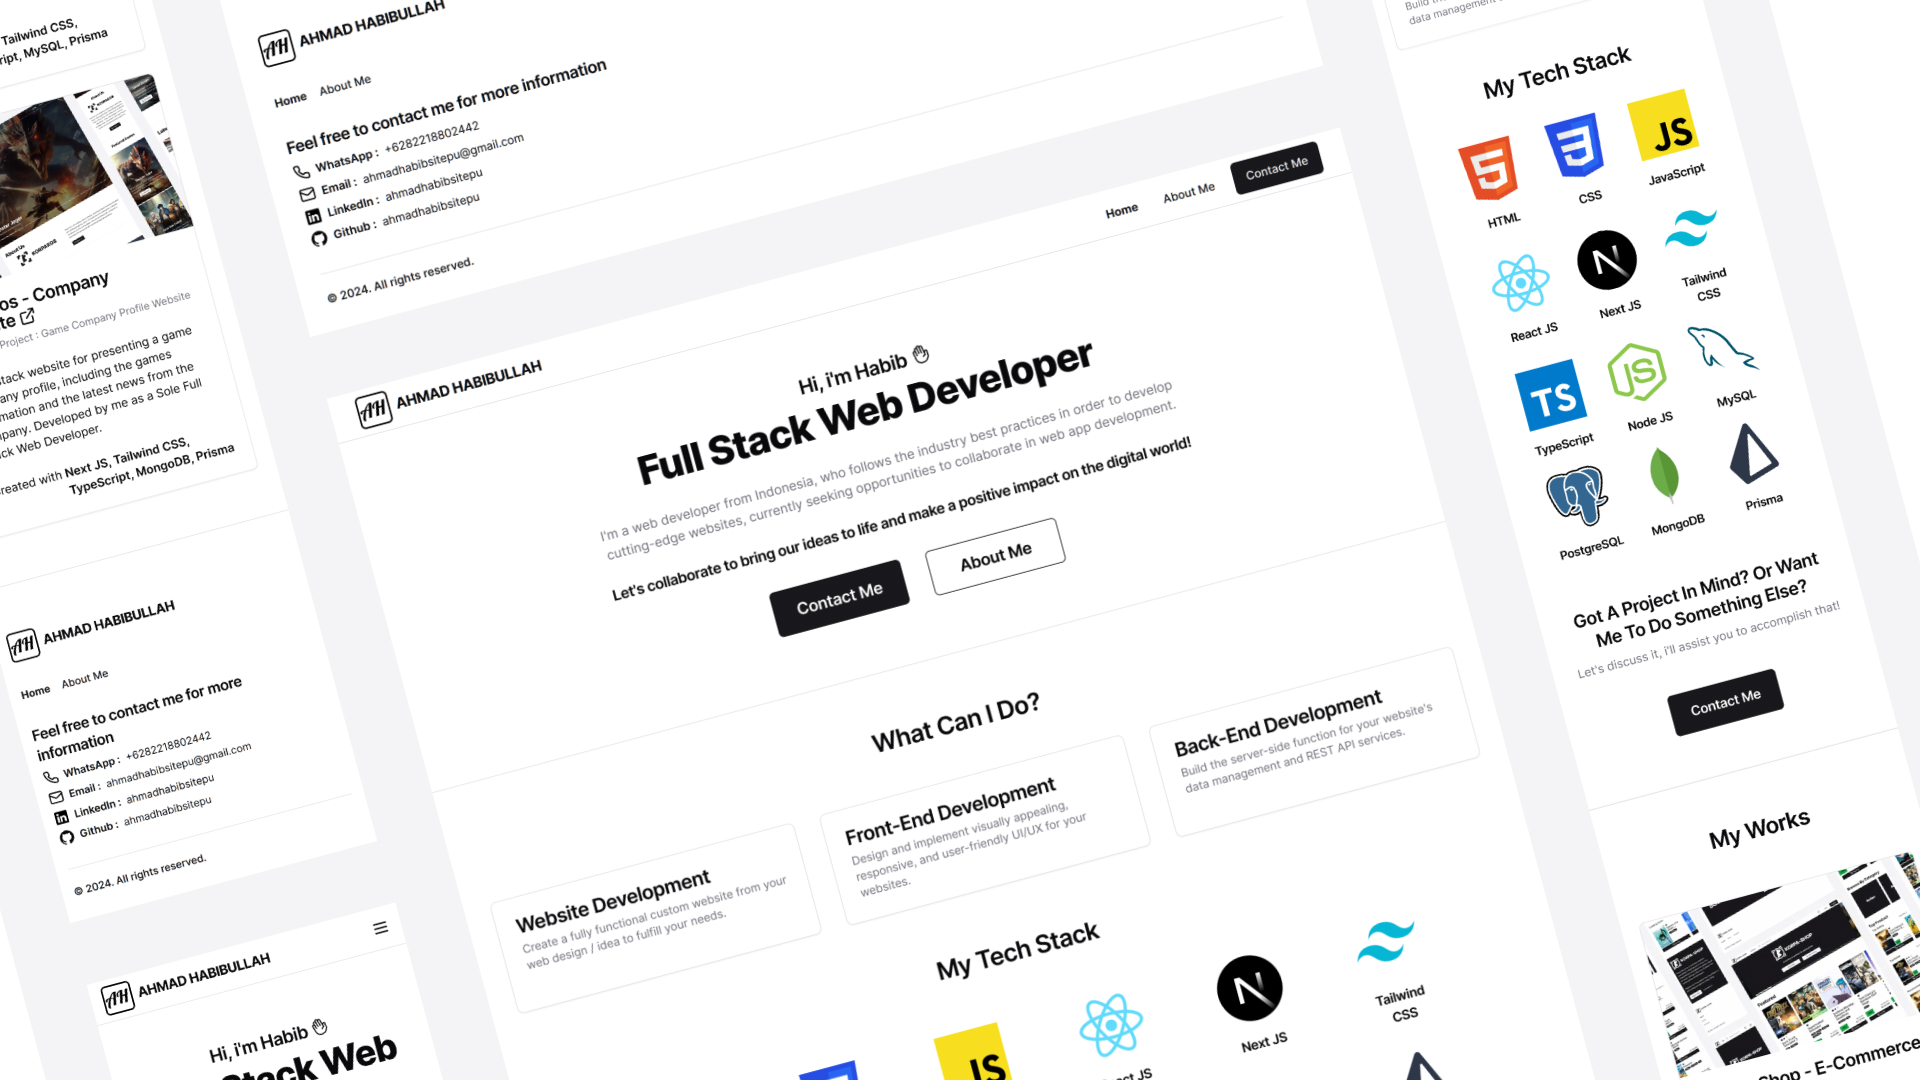 Tailwind CSS,
ript, MySQL, Prisma
os - Company
te
Project : Game Company Profile Website
stack website for presenting a game
any profile, including the games
mation and the latest news from the
mpany. Developed by me as a Sole Full
ck Web Developer.
reated with Next JS, Tailwind CSS,
TypeScript, MongoDB, Prisma
AH AHMAD HABIBULLAH
Home About Me
Feel free to contact me for more
information
WhatsApp : +6282218802442
Email : ahmadhabibsitepu@gmail.com
LinkedIn : ahmadhabibsitepu
Github : ahmadhabibsitepu
© 2024. All rights reserved.
AH AHMAD HABIBULLAH
Hi, i'm Habib
Stack Web
AH AHMAD HABIBULLAH
Home About Me
Feel free to contact me for more information
WhatsApp : +6282218802442
Email : ahmadhabibsitepu@gmail.com
LinkedIn : ahmadhabibsitepu
Github : ahmadhabibsitepu
© 2024. All rights reserved.
AH AHMAD HABIBULLAH
Home About Me Contact Me
Hi, i'm Habib
Full Stack Web Developer
I'm a web developer from Indonesia, who follows the industry best practices in order to develop
cutting-edge websites, currently seeking opportunities to collaborate in web app development.
Let's collaborate to bring our ideas to life and make a positive impact on the digital world!
Contact Me About Me
What Can I Do?
Website Development
Create a fully functional custom website from your
web design / idea to fulfill your needs.
Front-End Development
Design and implement visually appealing,
responsive, and user-friendly UI/UX for your
websites.
Back-End Development
Build the server-side function for your website's
data management and REST API services.
My Tech Stack
JS
ct JS
Next JS
Tailwind
CSS
Build the
data management
My Tech Stack
HTML
CSS
JS
JavaScript
React JS
Next JS
Tailwind
CSS
TS
TypeScript
JS
Node JS
MySQL
PostgreSQL
MongoDB
Prisma
Got A Project In Mind? Or Want
Me To Do Something Else?
Let's discuss it, i'll assist you to accomplish that!
Contact Me
My Works
Shop - E-Commerce